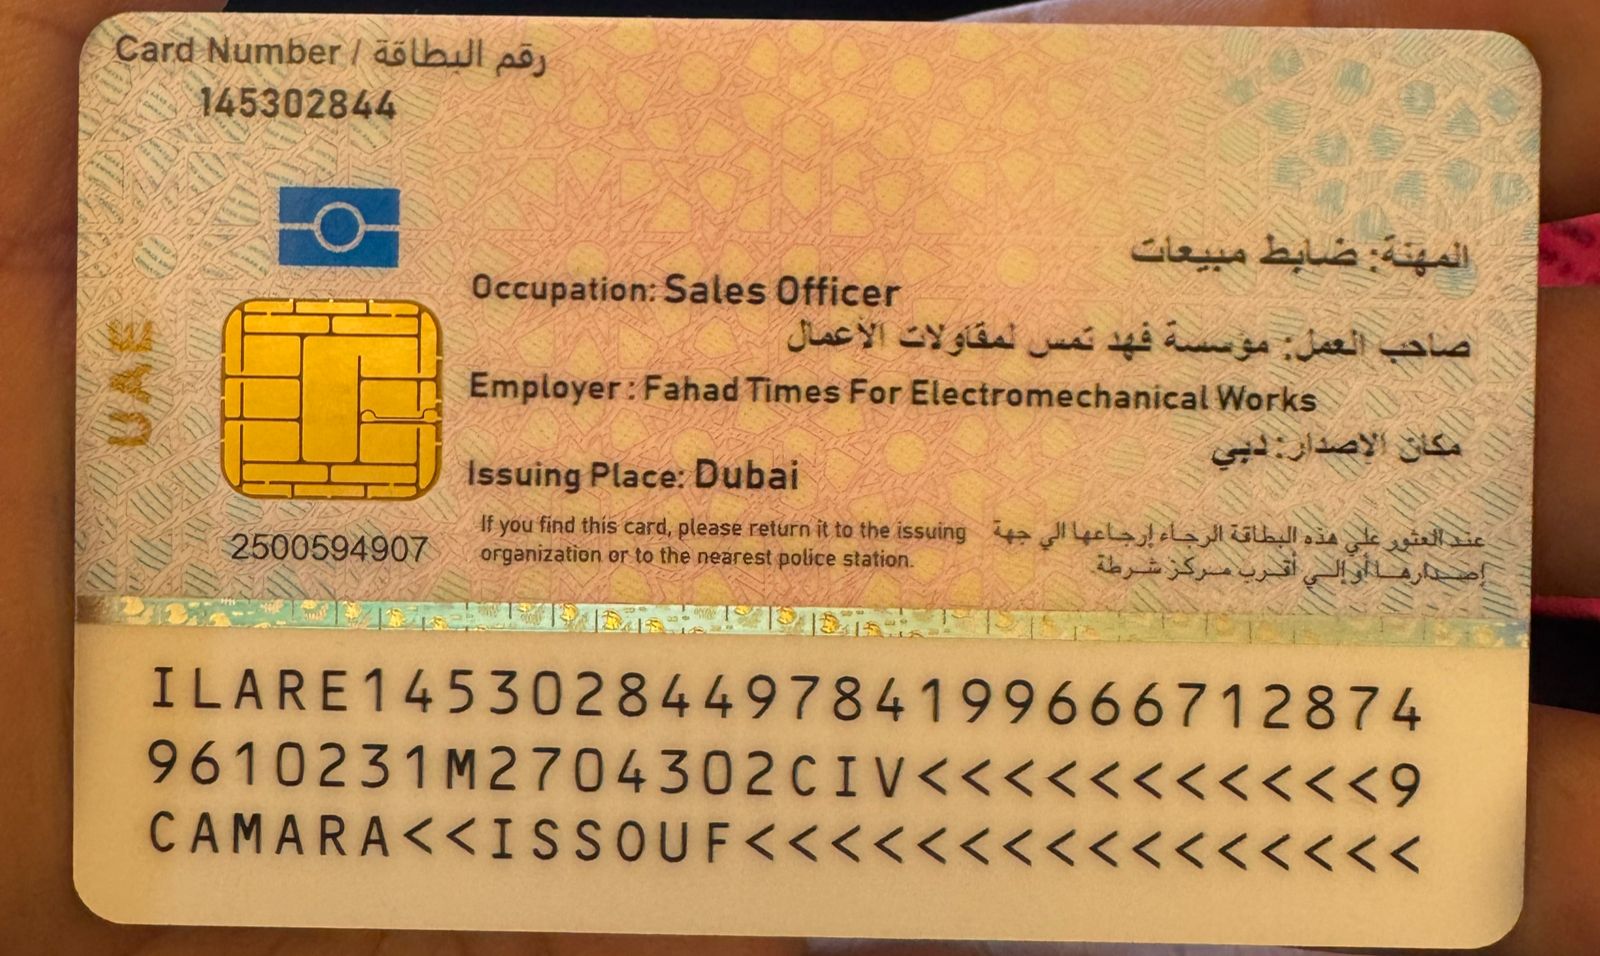 Card Number / رقم البطاقة
145302844
المهنة: ضابط مبيعات
Occupation: Sales Officer
صاحب العمل: مؤسسة فهد تمس لمقاولات الأعمال
Employer : Fahad Times For Electromechanical Works
مكان الإصدار: دبي
Issuing Place: Dubai
UAE
2500594907
If you find this card, please return it to the issuing
organization or to the nearest police station.
عند العثور علي هذه البطاقة الرجاء إرجاعها الي جهة
إصدارها أو إلي أقرب مركز شرطة.
ILARE1453028449784199666712874
9610231M2704302CIV<<<<<<<<<<<9
CAMARA<<ISSOUF<<<<<<<<<<<<<<<<